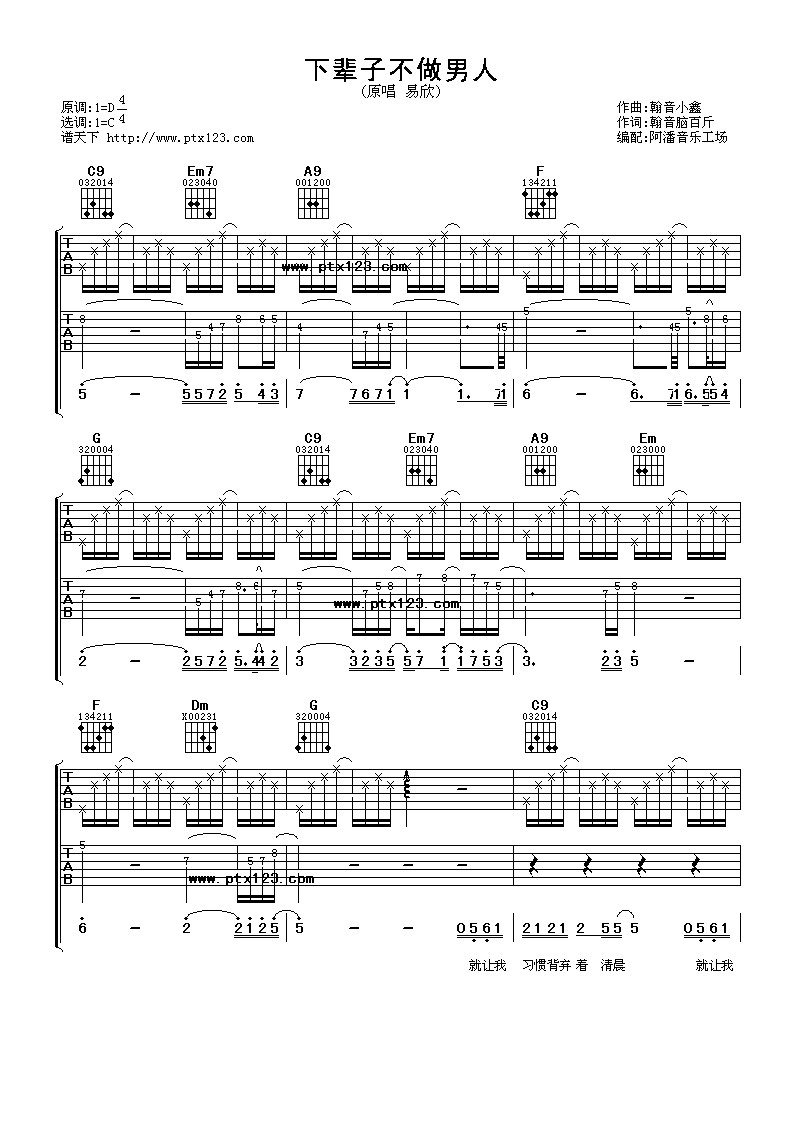 下辈子不做男人
(原唱 易欣)
原调:1=D 4/4
选调:1=C
谱天下 http://www.ptx123.com
作曲:翰音小鑫
作词:翰音脑百斤
编配:阿潘音乐工场
C9 Em7 A9 F
032014 023040 001200 134211
T A B
www.ptx123.com
T A B
8 - 5 4 7 8 6 5 4 7 4 5 . 45 5 - . 45 5. 8 6
5 - 5572 5 43 7 7671 1 1. 71 6 - 6. 71 6.554
G C9 Em7 A9 Em
320004 032014 023040 001200 023000
T A B
T A B
7 - 5 4 7 8. 6 7 5 7 5 8 7 8 7 7 5 . 7 5 8 -
www.ptx123.com
2 - 2572 5.442 3 3235 57 1 1753 3. 23 5 -
F Dm G C9
134211 X00231 320004 032014
T A B
-
T A B
5 - 7 5 7 8 - - -
www.ptx123.com
6 - 2 2125 5 - - 0561 2121 2 55 5 0561
就让我 习惯背弃 着 清晨 就让我